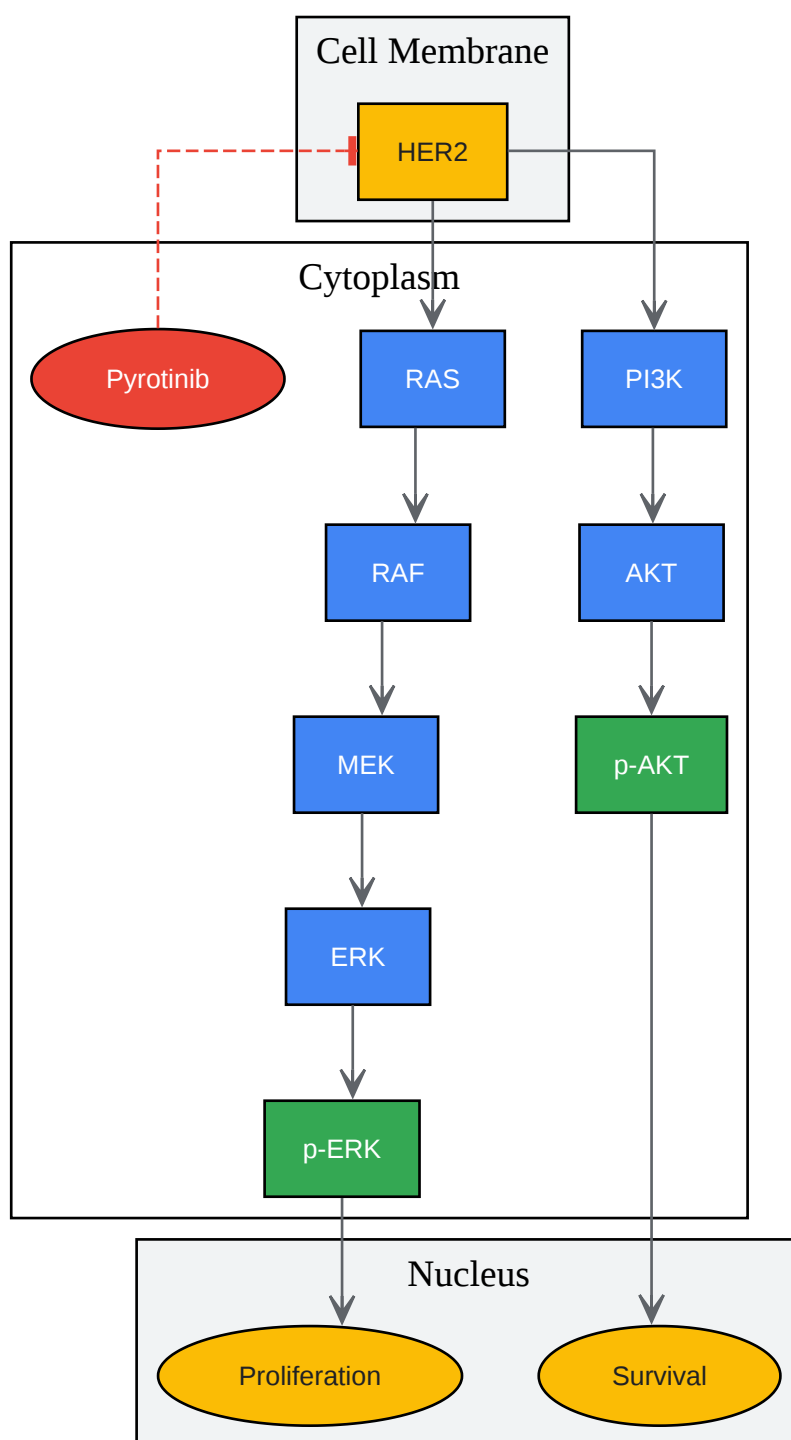 Cell Membrane
HER2
Cytoplasm
Pyrotinib
RAS
PI3K
RAF
AKT
MEK
p-AKT
ERK
p-ERK
Nucleus
Proliferation
Survival